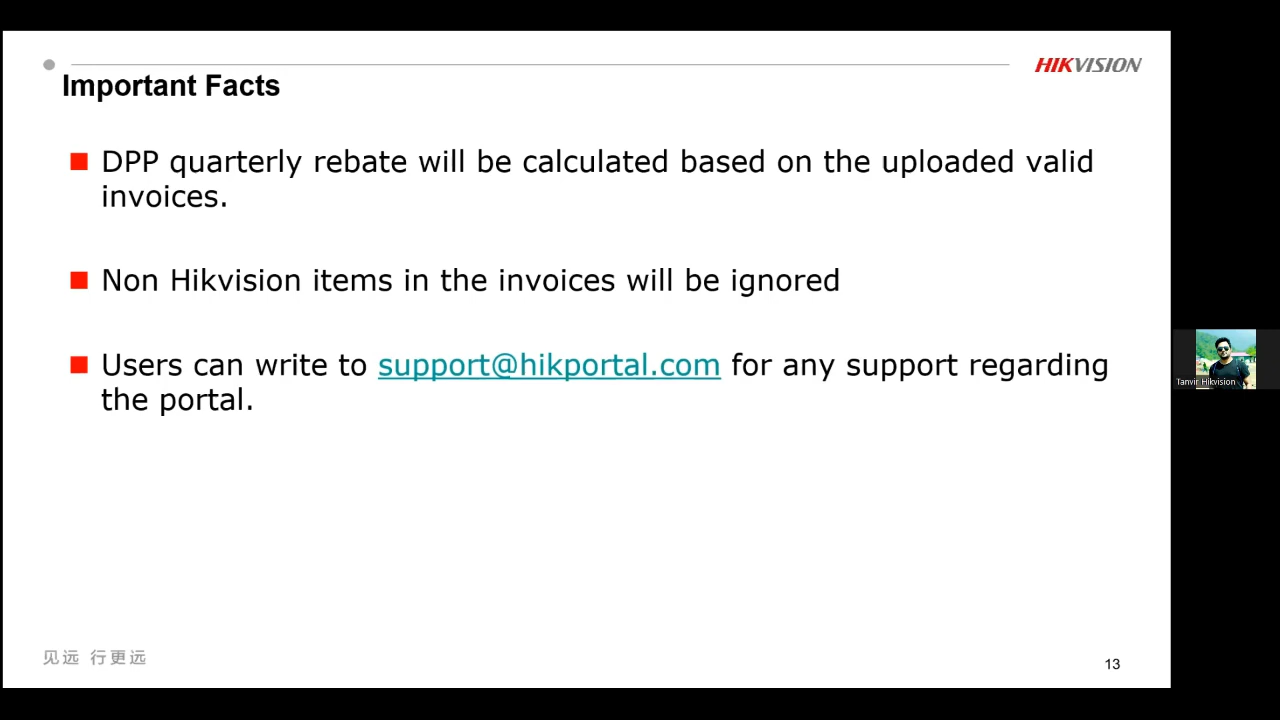 HIKVISION
Important Facts
DPP quarterly rebate will be calculated based on the uploaded valid
invoices.
Non Hikvision items in the invoices will be ignored
Users can write to support@hikportal.com for any support regarding
the portal.
Tanvir Hikvision
见远 行更远
13